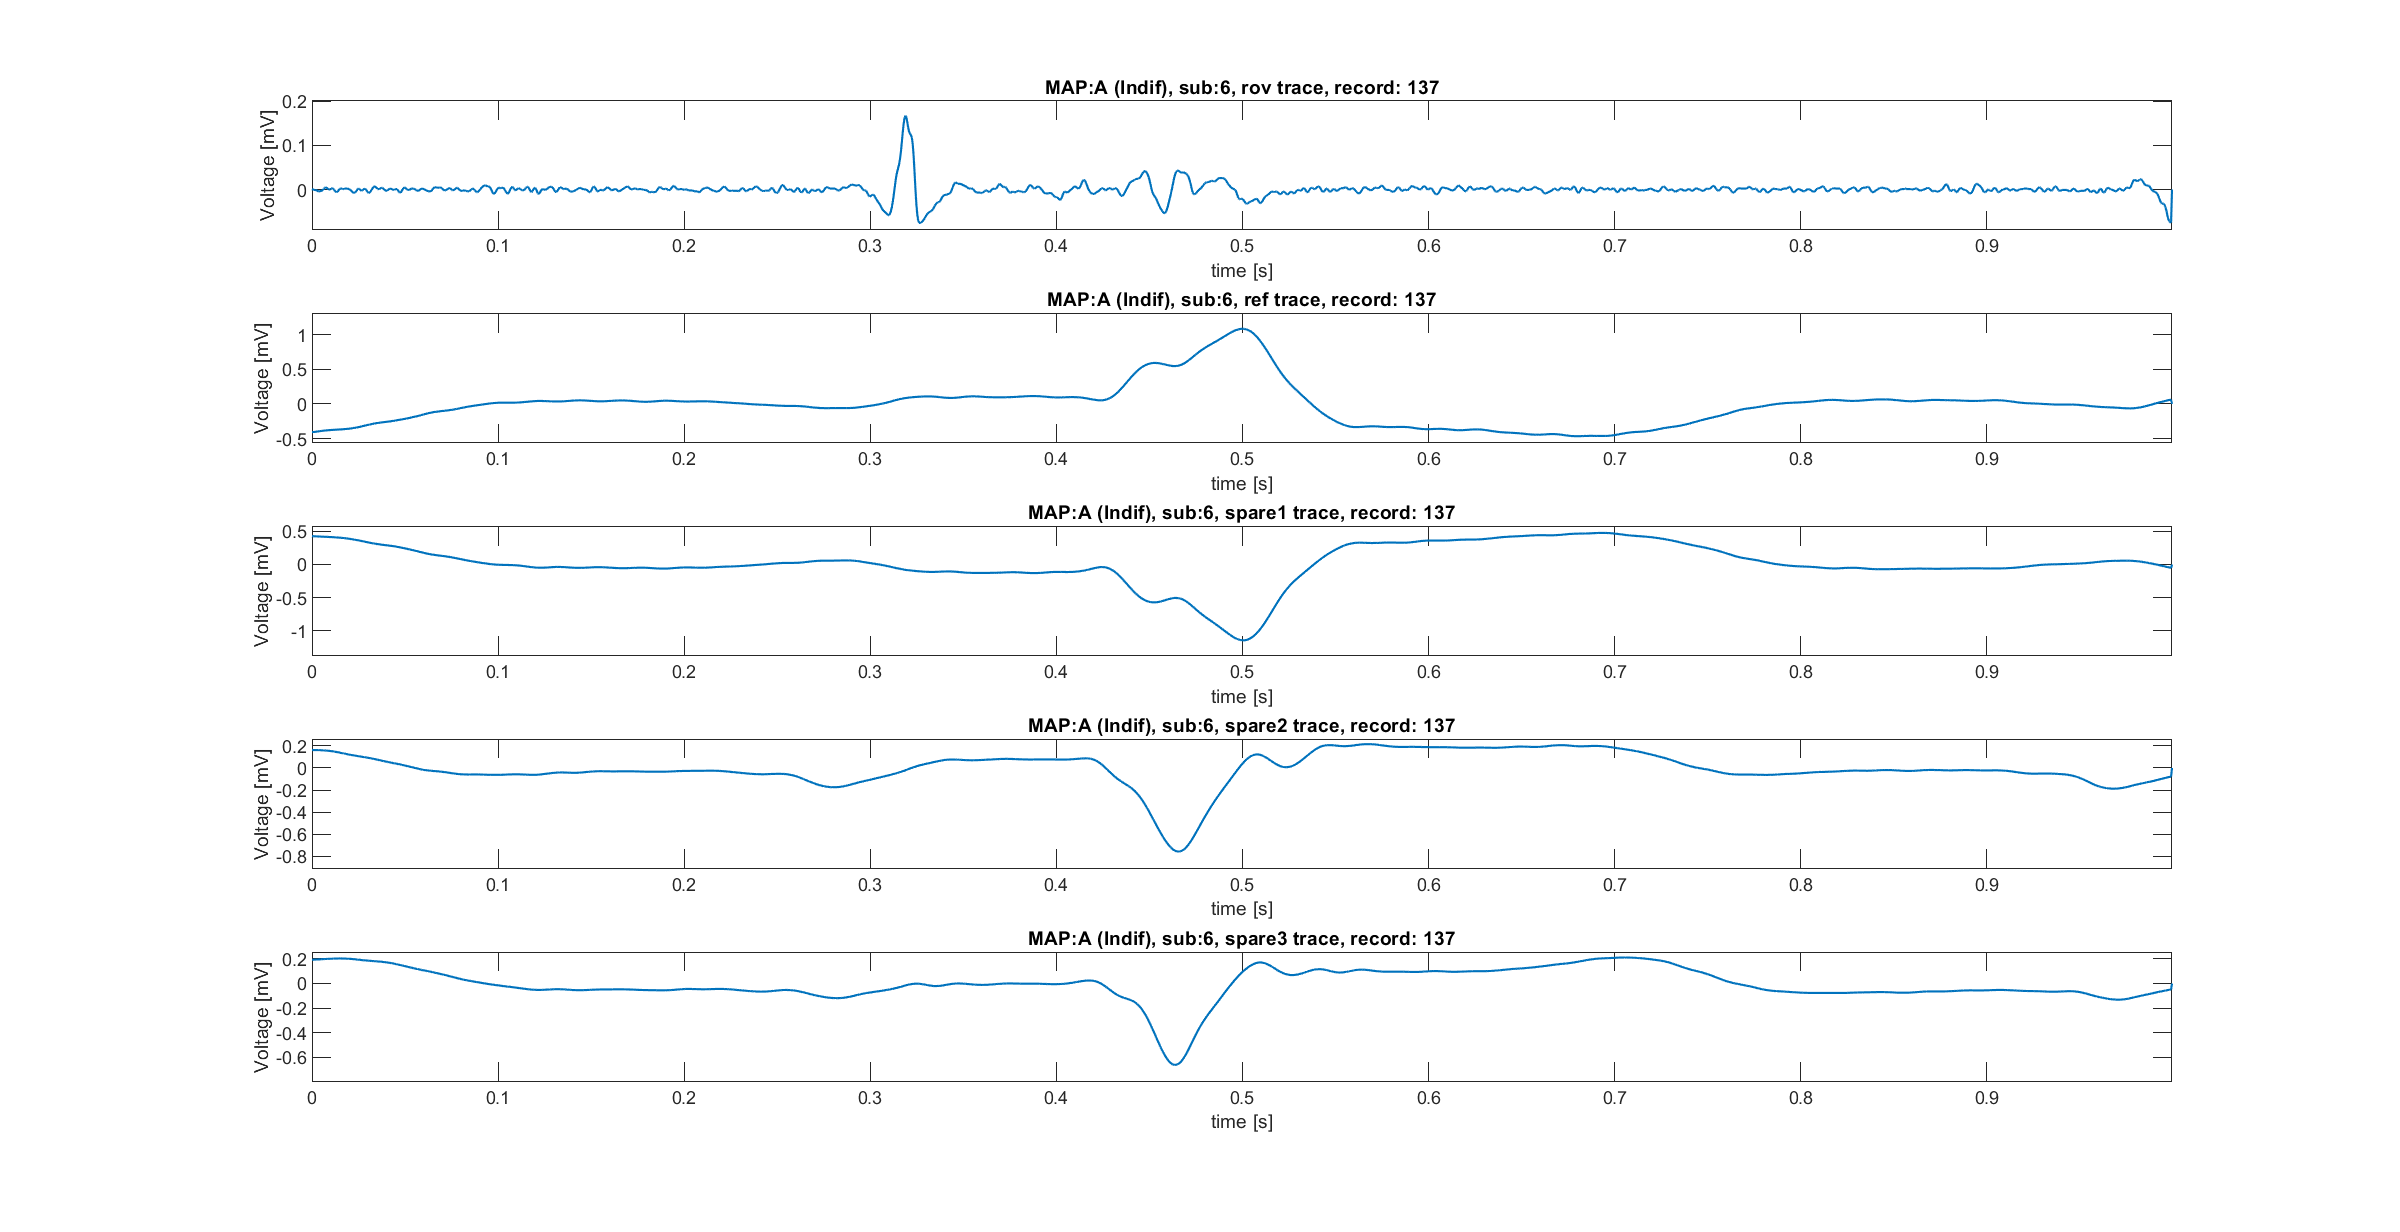 MAP:A (Indif), sub:6, rov trace, record: 137
Voltage [mV]
0.2
0.1
0
0 0.1 0.2 0.3 0.4 0.5 0.6 0.7 0.8 0.9
time [s]
MAP:A (Indif), sub:6, ref trace, record: 137
Voltage [mV]
1
0.5
0
-0.5
0 0.1 0.2 0.3 0.4 0.5 0.6 0.7 0.8 0.9
time [s]
MAP:A (Indif), sub:6, spare1 trace, record: 137
Voltage [mV]
0.5
0
-0.5
-1
0 0.1 0.2 0.3 0.4 0.5 0.6 0.7 0.8 0.9
time [s]
MAP:A (Indif), sub:6, spare2 trace, record: 137
Voltage [mV]
0.2
0
-0.2
-0.4
-0.6
-0.8
0 0.1 0.2 0.3 0.4 0.5 0.6 0.7 0.8 0.9
time [s]
MAP:A (Indif), sub:6, spare3 trace, record: 137
Voltage [mV]
0.2
0
-0.2
-0.4
-0.6
0 0.1 0.2 0.3 0.4 0.5 0.6 0.7 0.8 0.9
time [s]